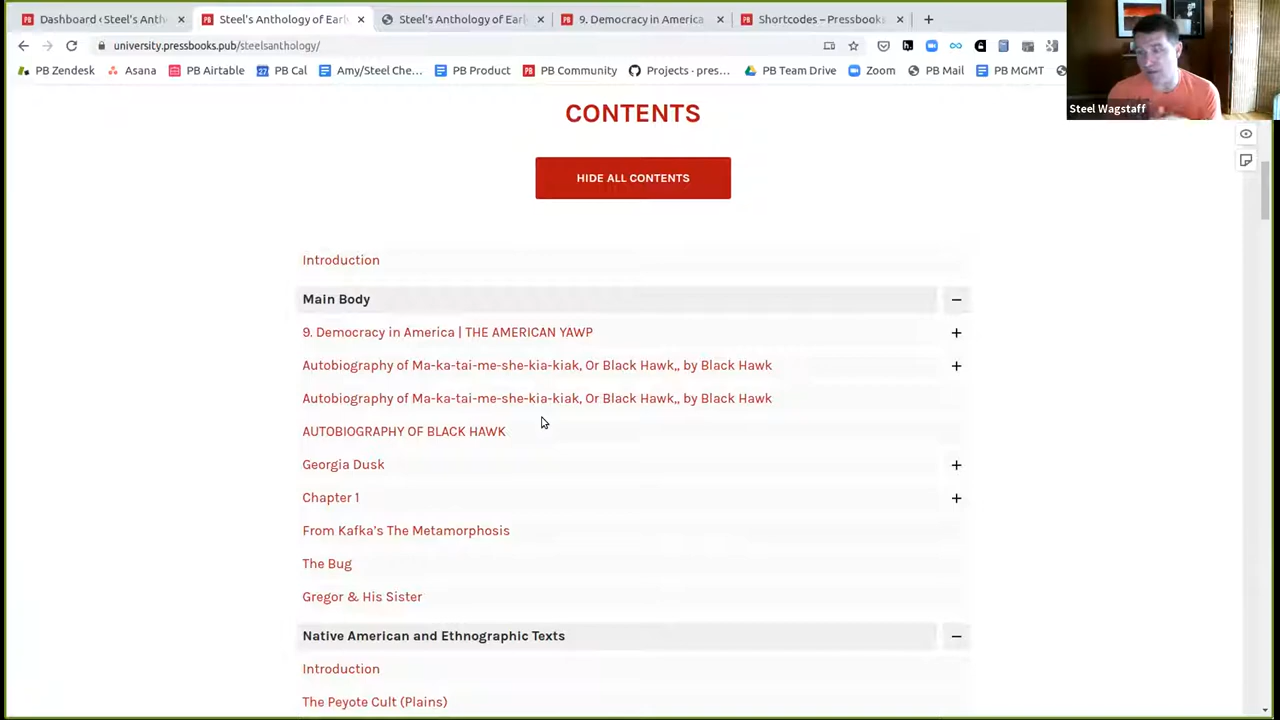 Dashboard ‹ Steel's Anth
Steel's Anthology of Earl
Steel's Anthology of Earl
9. Democracy in America
Shortcodes – Pressbooks
university.pressbooks.pub/steelsanthology/
PB Zendesk
Asana
PB Airtable
PB Cal
Amy/Steel Che...
PB Product
PB Community
Projects · pres...
PB Team Drive
Zoom
PB Mail
PB MGMT
Steel Wagstaff
CONTENTS
HIDE ALL CONTENTS
Introduction
Main Body
9. Democracy in America | THE AMERICAN YAWP
Autobiography of Ma-ka-tai-me-she-kia-kiak, Or Black Hawk,, by Black Hawk
Autobiography of Ma-ka-tai-me-she-kia-kiak, Or Black Hawk,, by Black Hawk
AUTOBIOGRAPHY OF BLACK HAWK
Georgia Dusk
Chapter 1
From Kafka's The Metamorphosis
The Bug
Gregor & His Sister
Native American and Ethnographic Texts
Introduction
The Peyote Cult (Plains)